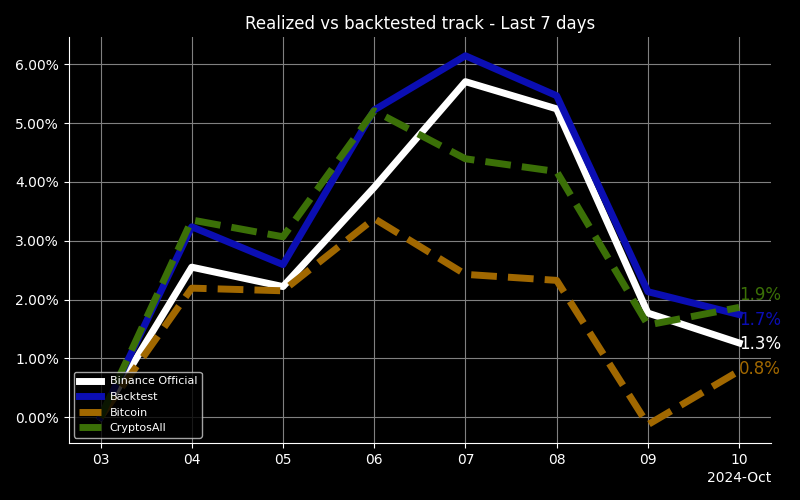 Realized vs backtested track - Last 7 days
6.00%
5.00%
4.00%
3.00%
2.00%
1.00%
0.00%
1.9%
1.7%
1.3%
0.8%
Binance Official
Backtest
Bitcoin
CryptosAll
03 04 05 06 07 08 09 10
2024-Oct